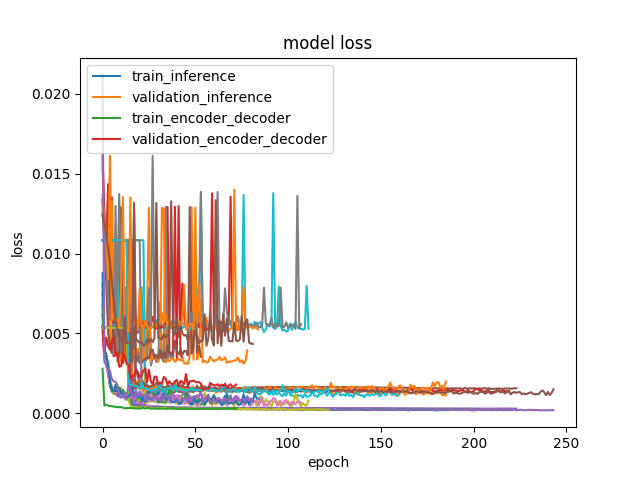 model loss
train_inference
validation_inference
train_encoder_decoder
validation_encoder_decoder
loss
0.020
0.015
0.010
0.005
0.000
0 50 100 150 200 250
epoch